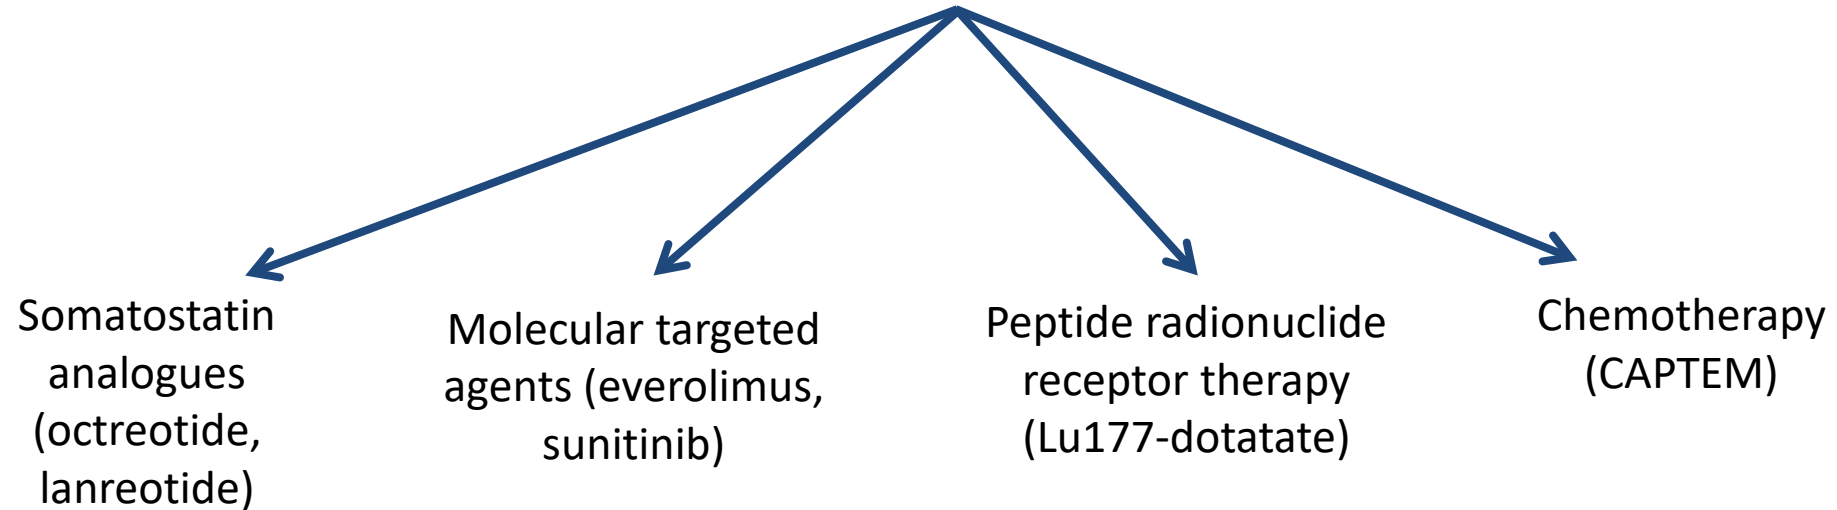 Somatostatin
analogues
(octreotide,
lanreotide)
Molecular targeted
agents (everolimus,
sunitinib)
Peptide radionuclide
receptor therapy
(Lu177-dotatate)
Chemotherapy
(CAPTEM)